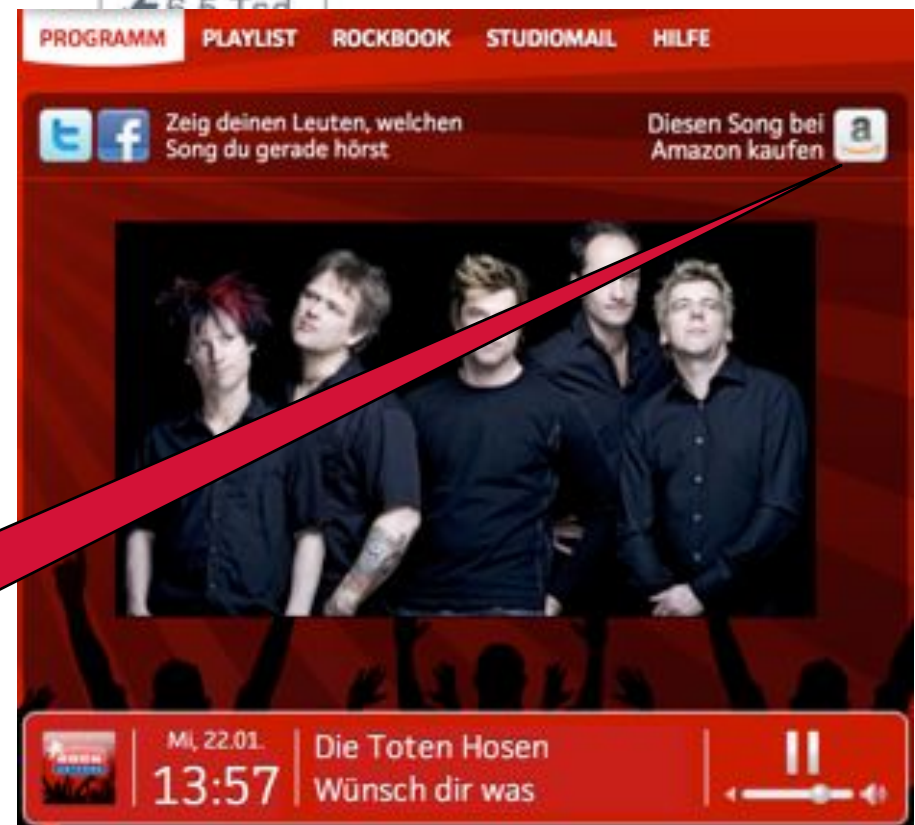 PROGRAMM PLAYLIST ROCKBOOK STUDIOMAIL HILFE
Zeig deinen Leuten, welchen
Song du gerade hörst
Diesen Song bei
Amazon kaufen
Mi, 22.01.
13:57
Die Toten Hosen
Wünsch dir was